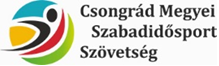 Csongrád Megyei
Szabadidősport
Szövetség